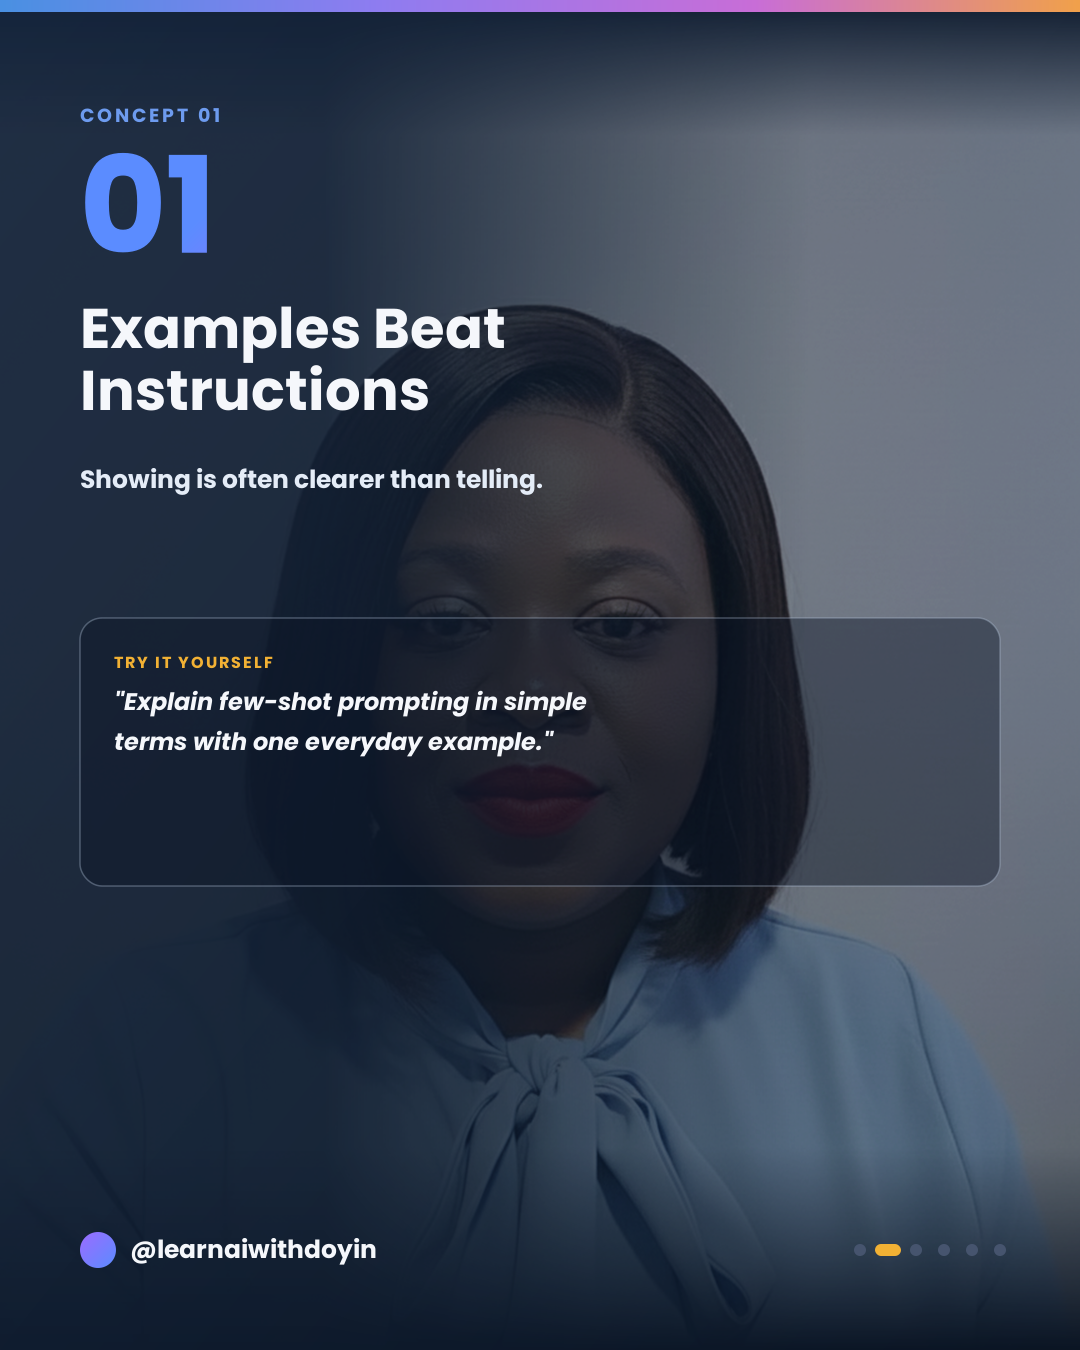 CONCEPT 01
01
Examples Beat
Instructions
Showing is often clearer than telling.
TRY IT YOURSELF
"Explain few-shot prompting in simple
terms with one everyday example."
@learnaiwithdoyin